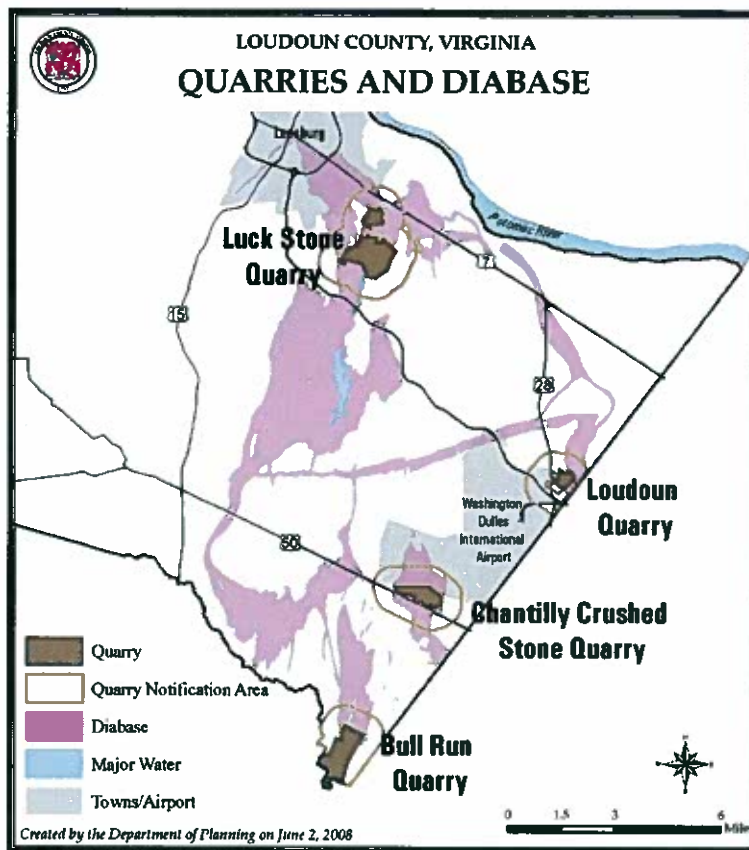 LOUDOUN COUNTY, VIRGINIA
QUARRIES AND DIABASE
Leesburg
Potomac River
Luck Stone
Quarry
7
15
28
Loudoun
Quarry
Washington
Dulles
International
Airport
50
Chantilly Crushed
Stone Quarry
Bull Run
Quarry
Quarry
Quarry Notification Area
Diabase
Major Water
Towns/Airport
0 1.5 3 6
Miles
Created by the Department of Planning on June 2, 2008